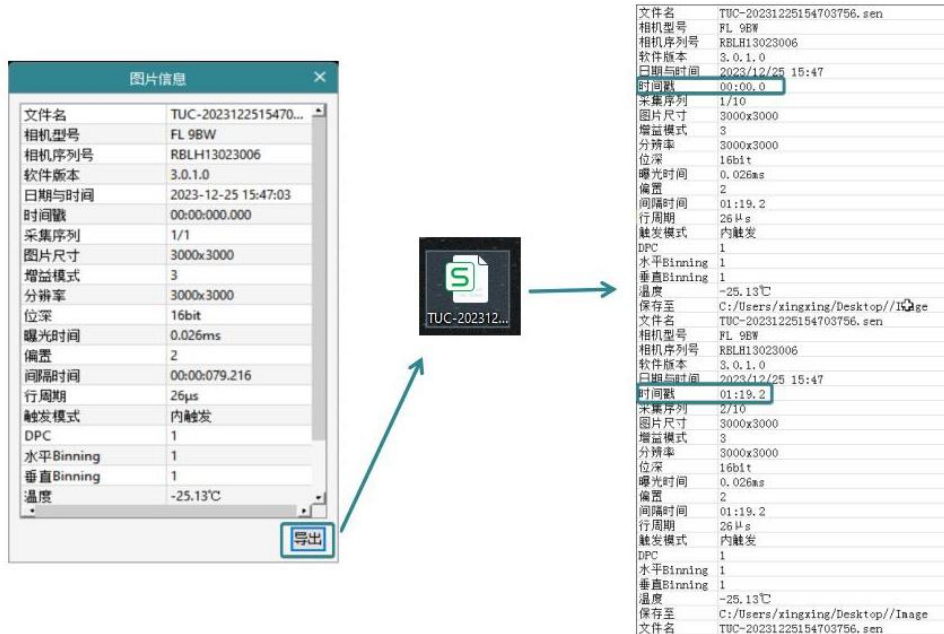 图片信息 ×
文件名 TUC-2023122515470...
相机型号 FL 9BW
相机序列号 RBLH13023006
软件版本 3.0.1.0
日期与时间 2023-12-25 15:47:03
时间戳 00:00:000.000
采集序列 1/1
图片尺寸 3000x3000
增益模式 3
分辨率 3000x3000
位深 16bit
曝光时间 0.026ms
偏置 2
间隔时间 00:00:079.216
行周期 26μs
触发模式 内触发
DPC 1
水平Binning 1
垂直Binning 1
温度 -25.13℃
导出
TUC-202312...
文件名 TUC-20231225154703756.sen
相机型号 FL 9BW
相机序列号 RBLH13023006
软件版本 3.0.1.0
日期与时间 2023/12/25 15:47
时间戳 00:00.0
采集序列 1/10
图片尺寸 3000x3000
增益模式 3
分辨率 3000x3000
位深 16bit
曝光时间 0.026ms
偏置 2
间隔时间 01:19.2
行周期 26μs
触发模式 内触发
DPC 1
水平Binning 1
垂直Binning 1
温度 -25.13℃
保存至 C:/Users/xingxing/Desktop//Image
文件名 TUC-20231225154703756.sen
相机型号 FL 9BW
相机序列号 RBLH13023006
软件版本 3.0.1.0
日期与时间 2023/12/25 15:47
时间戳 01:19.2
采集序列 2/10
图片尺寸 3000x3000
增益模式 3
分辨率 3000x3000
位深 16bit
曝光时间 0.026ms
偏置 2
间隔时间 01:19.2
行周期 26μs
触发模式 内触发
DPC 1
水平Binning 1
垂直Binning 1
温度 -25.13℃
保存至 C:/Users/xingxing/Desktop//Image
文件名 TUC-20231225154703756.sen